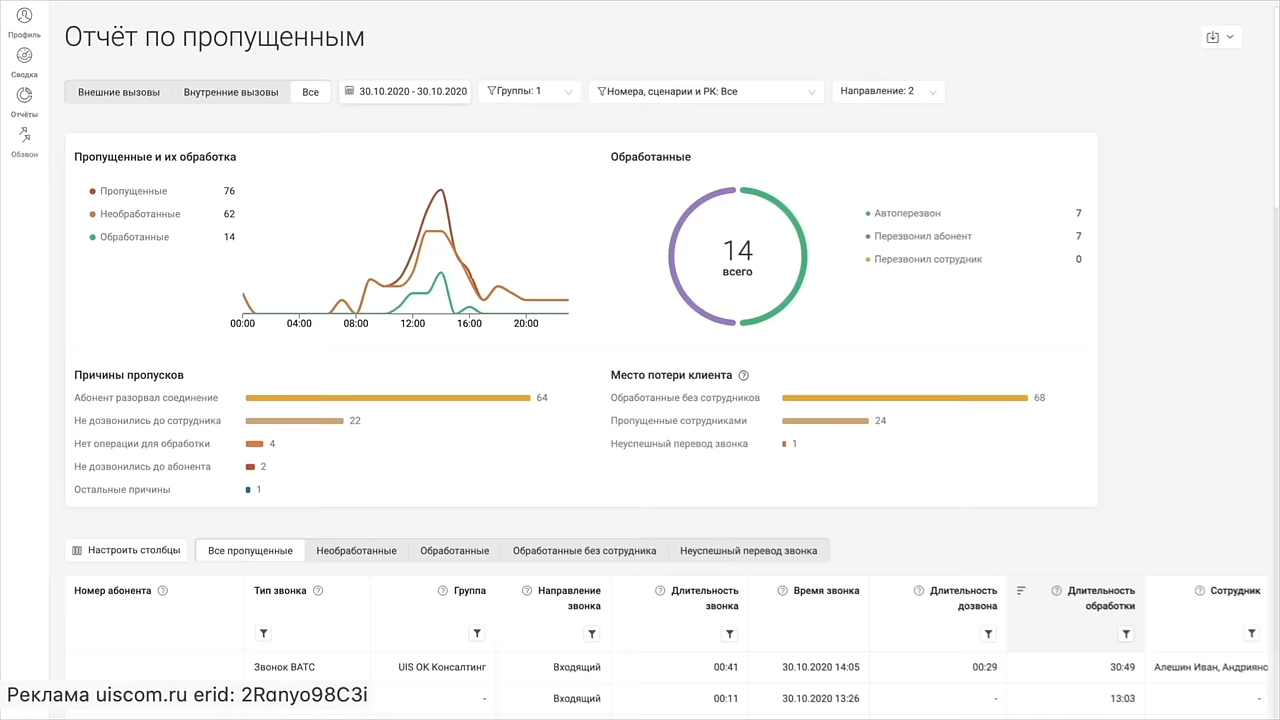 Профиль
Сводка
Отчёты
Обзвон
Отчёт по пропущенным
Внешние вызовы Внутренние вызовы Все 30.10.2020 - 30.10.2020 Группы: 1 Номера, сценарии и РК: Все Направление: 2
Пропущенные и их обработка
Пропущенные 76
Необработанные 62
Обработанные 14
00:00 04:00 08:00 12:00 16:00 20:00
Обработанные
14
всего
Автоперезвон 7
Перезвонил абонент 7
Перезвонил сотрудник 0
Причины пропусков
Абонент разорвал соединение 64
Не дозвонились до сотрудника 22
Нет операции для обработки 4
Не дозвонились до абонента 2
Остальные причины 1
Место потери клиента ?
Обработанные без сотрудников 68
Пропущенные сотрудниками 24
Неуспешный перевод звонка 1
Настроить столбцы Все пропущенные Необработанные Обработанные Обработанные без сотрудника Неуспешный перевод звонка
Номер абонента ? Тип звонка ? ? Группа ? Направление ? Длительность ? Время звонка ? Длительность ? Длительность ? Сотрудник
звонка звонка дозвона обработки
Звонок ВАТС UIS ОК Консалтинг Входящий 00:41 30.10.2020 14:05 00:29 30:49 Алешин Иван, Андриянс
- Входящий 00:11 30.10.2020 13:26 - 13:03 -
Реклама uiscom.ru erid: 2Ranyo98C3i